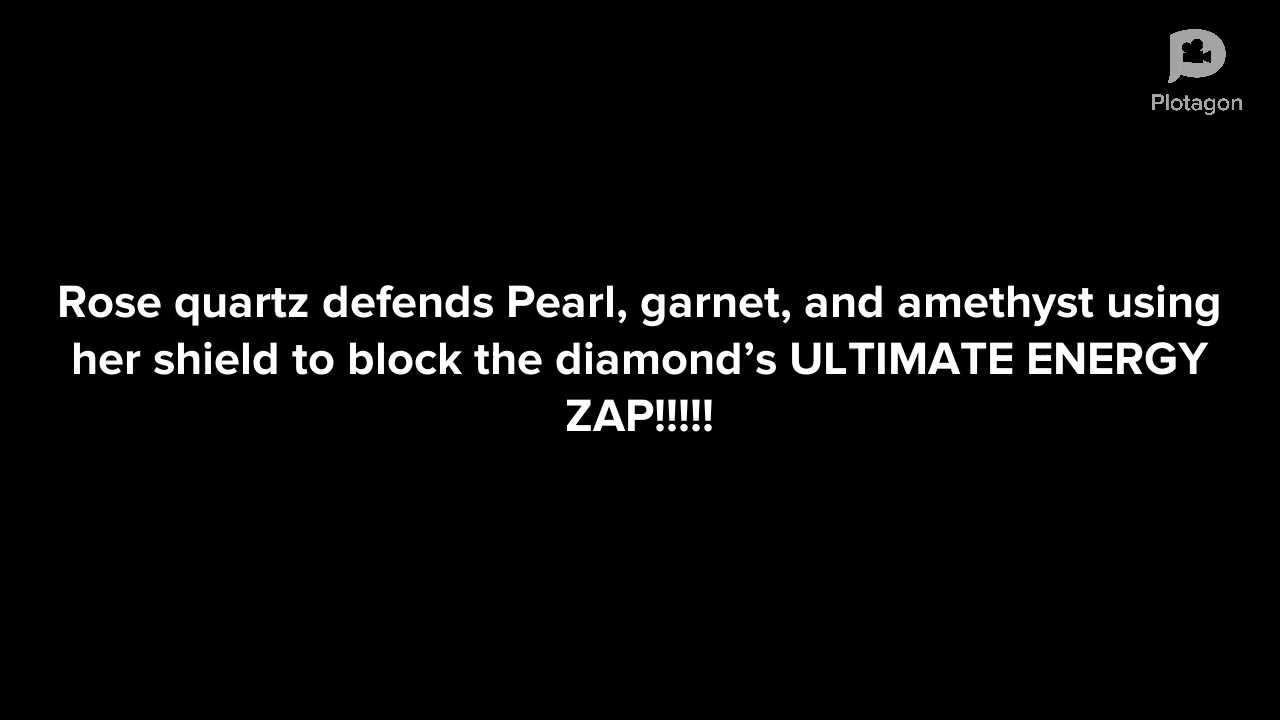 Plotagon
Rose quartz defends Pearl, garnet, and amethyst using
her shield to block the diamond’s ULTIMATE ENERGY
ZAP!!!!!